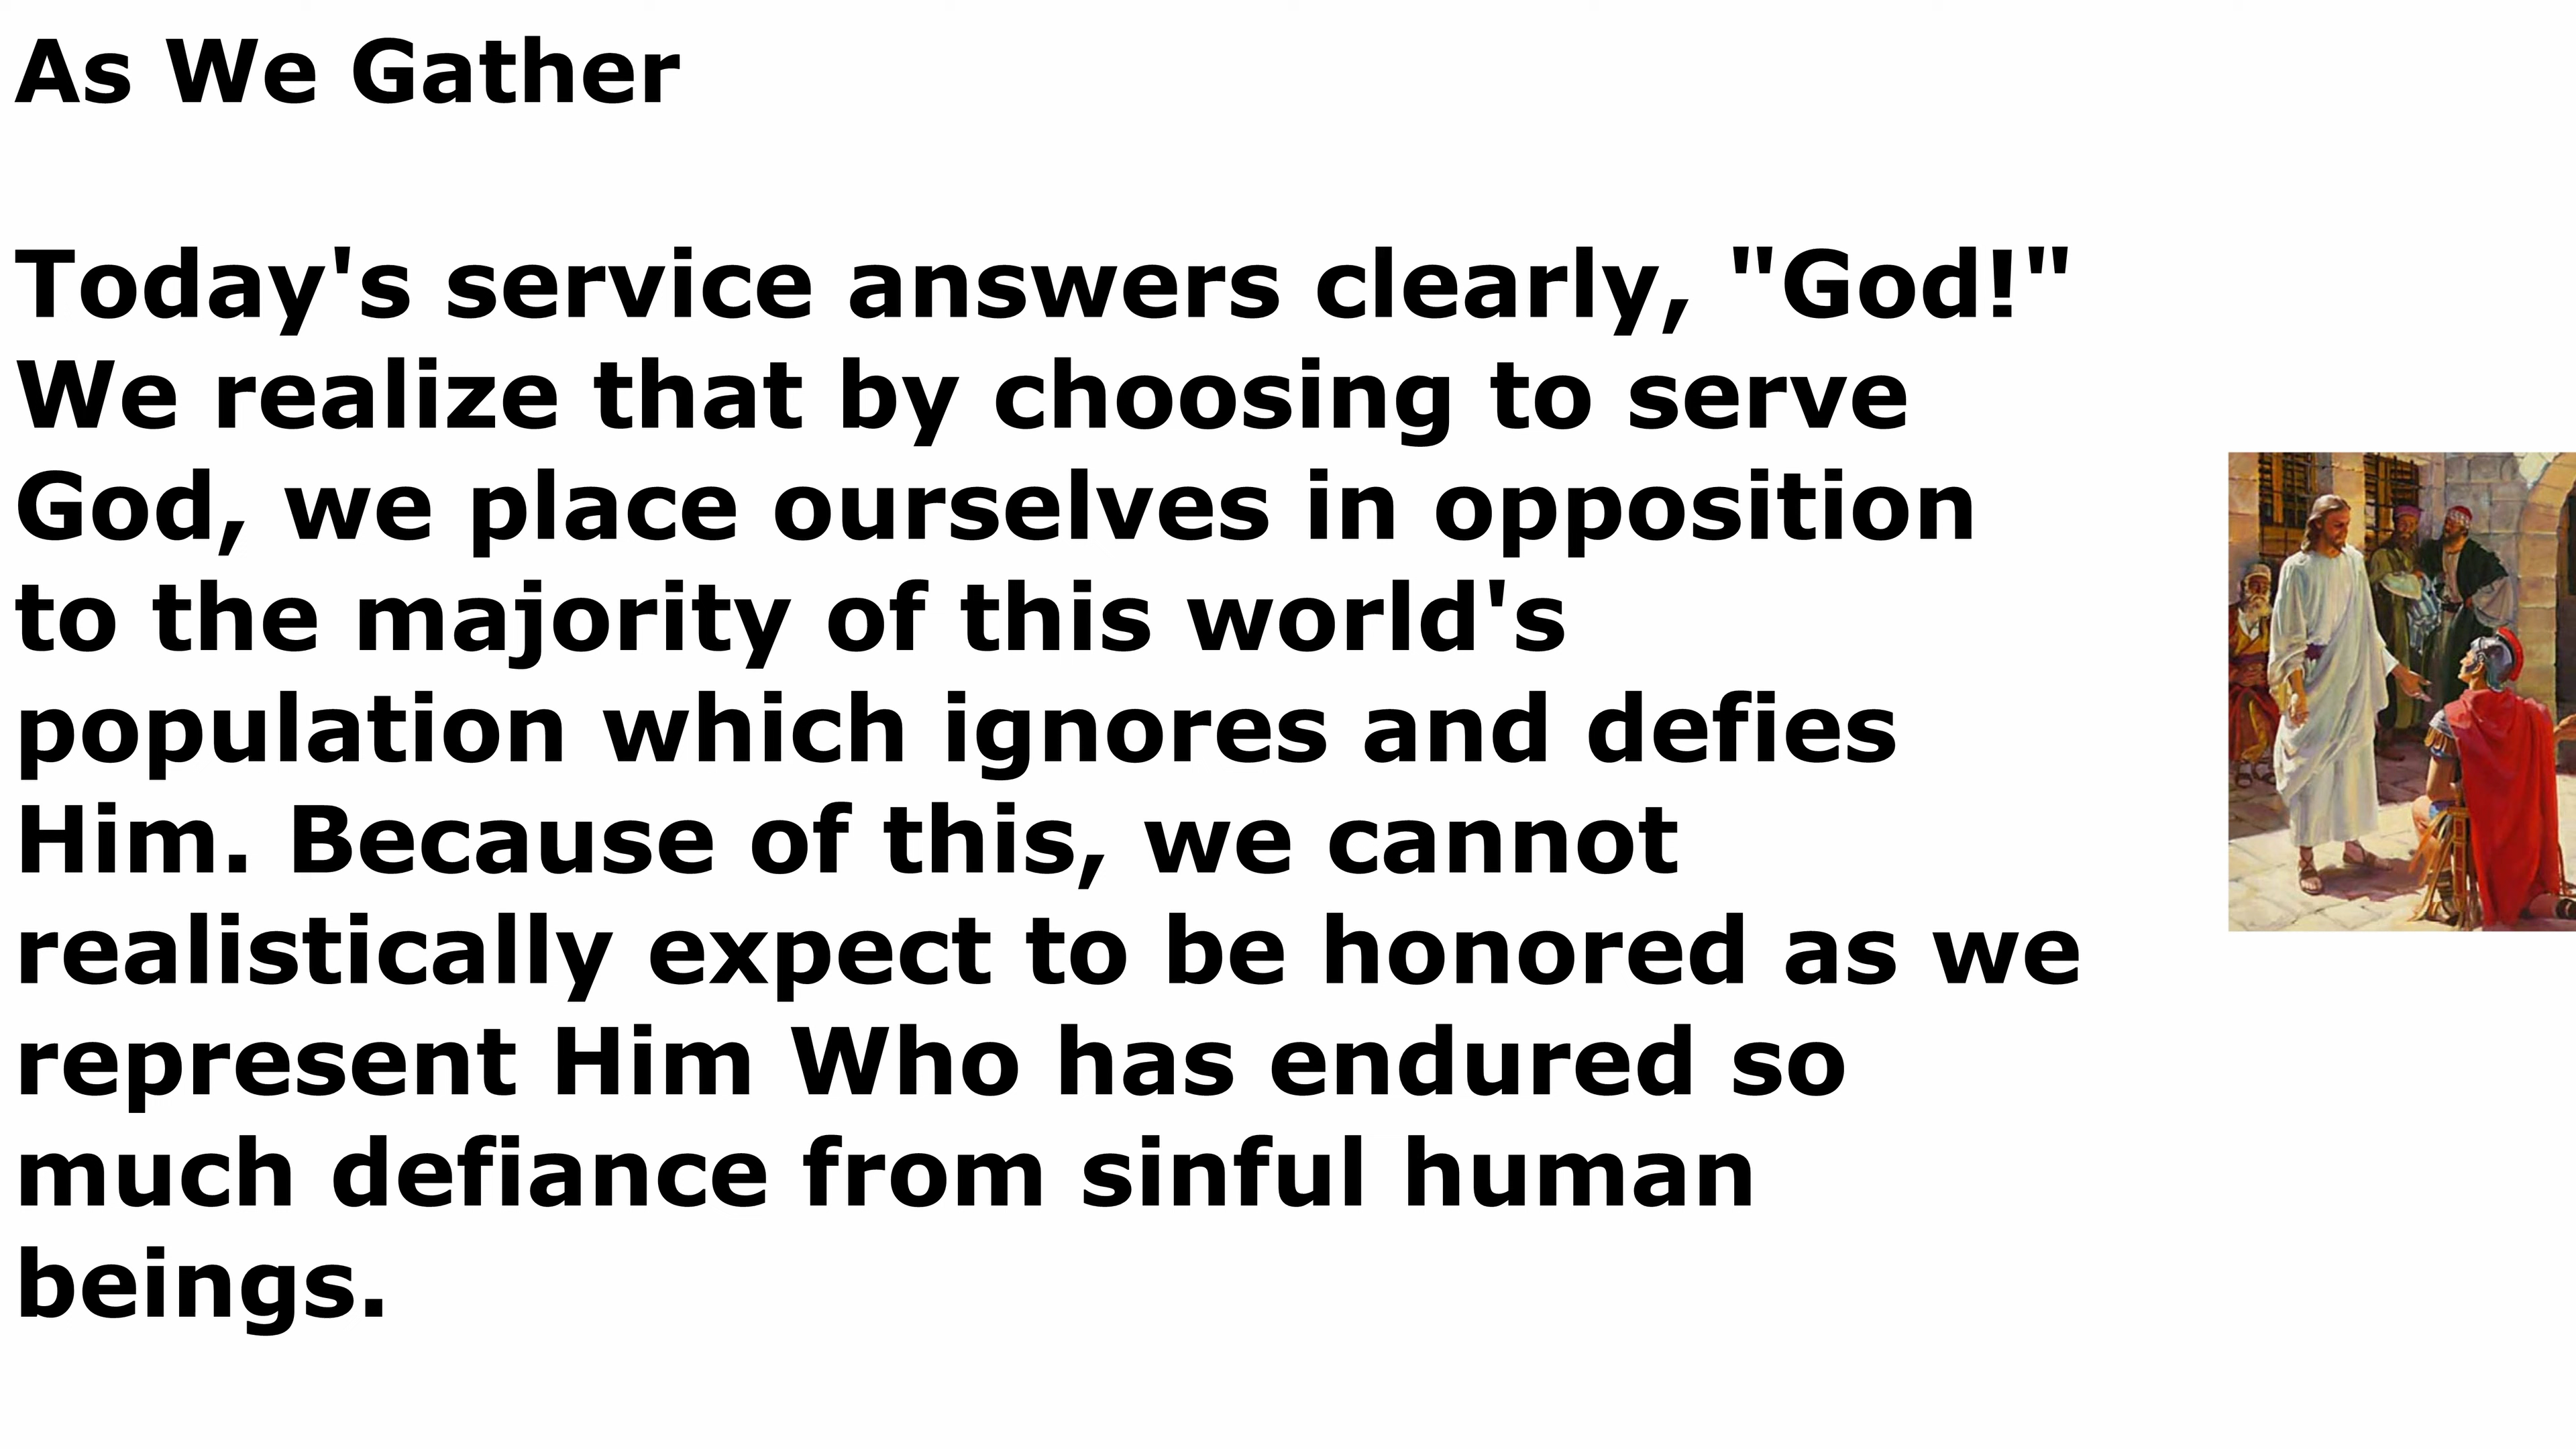 As We Gather
Today's service answers clearly, "God!"
We realize that by choosing to serve
God, we place ourselves in opposition
to the majority of this world's
population which ignores and defies
Him. Because of this, we cannot
realistically expect to be honored as we
represent Him Who has endured so
much defiance from sinful human
beings.